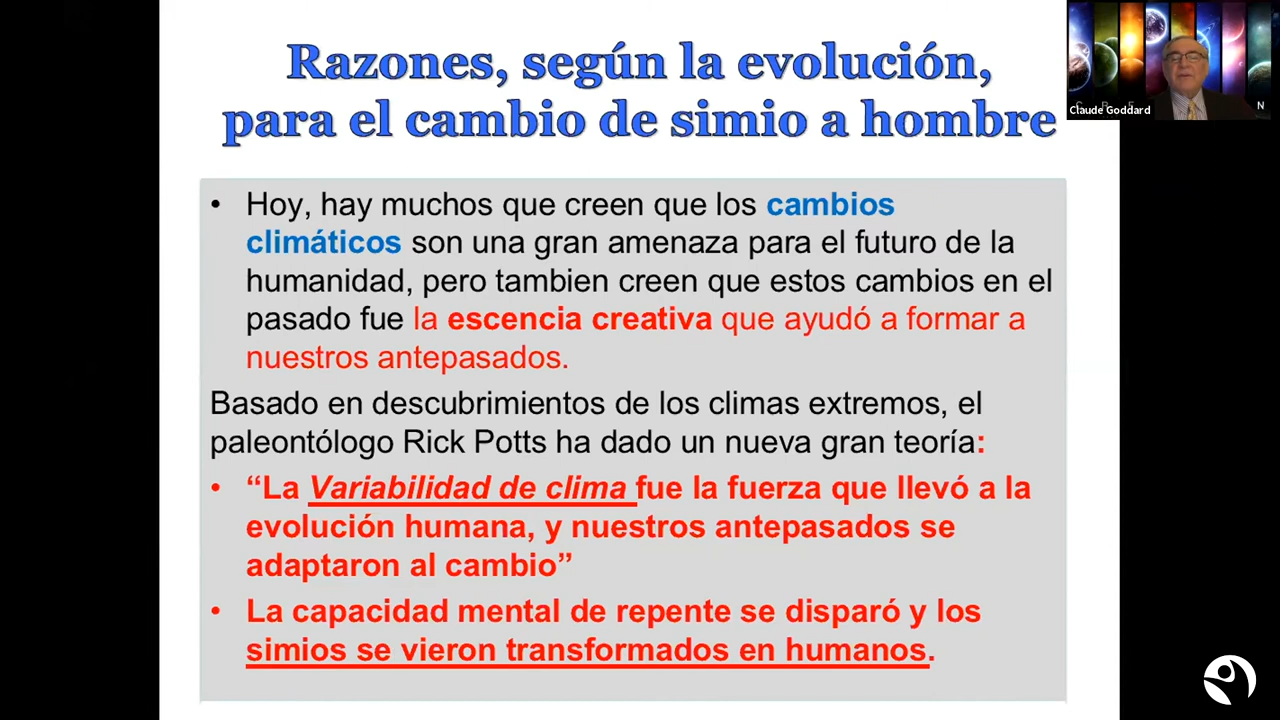 Razones, según la evolución,
para el cambio de simio a hombre
Claude Goddard
N
• Hoy, hay muchos que creen que los cambios
climáticos son una gran amenaza para el futuro de la
humanidad, pero tambien creen que estos cambios en el
pasado fue la escencia creativa que ayudó a formar a
nuestros antepasados.
Basado en descubrimientos de los climas extremos, el
paleontólogo Rick Potts ha dado un nueva gran teoría:
• “La Variabilidad de clima fue la fuerza que llevó a la
evolución humana, y nuestros antepasados se
adaptaron al cambio”
• La capacidad mental de repente se disparó y los
simios se vieron transformados en humanos.